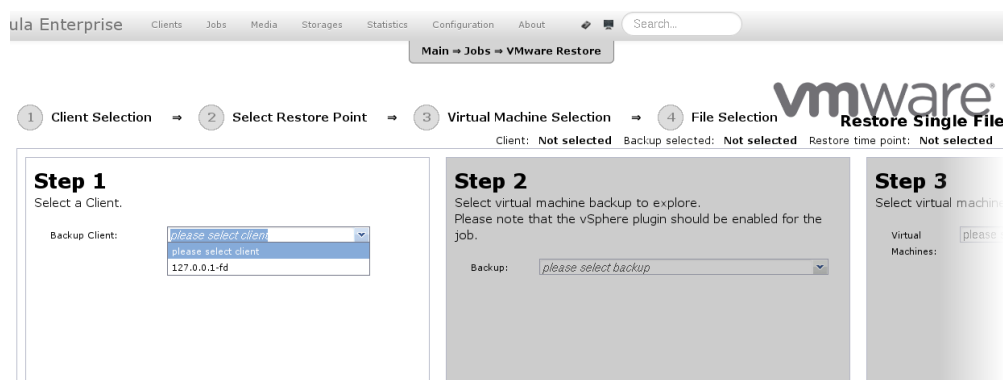 ula Enterprise Clients Jobs Media Storages Statistics Configuration About Search...
Main ⇒ Jobs ⇒ VMware Restore
vmware
1 Client Selection ⇒ 2 Select Restore Point ⇒ 3 Virtual Machine Selection ⇒ 4 File Selection
Restore Single File
Client: Not selected Backup selected: Not selected Restore time point: Not selected
Step 1
Select a Client.
Backup Client: please select client
please select client
127.0.0.1-fd
Step 2
Select virtual machine backup to explore.
Please note that the vSphere plugin should be enabled for the
job.
Backup: please select backup
Step 3
Select virtual machine
Virtual
Machines:
please